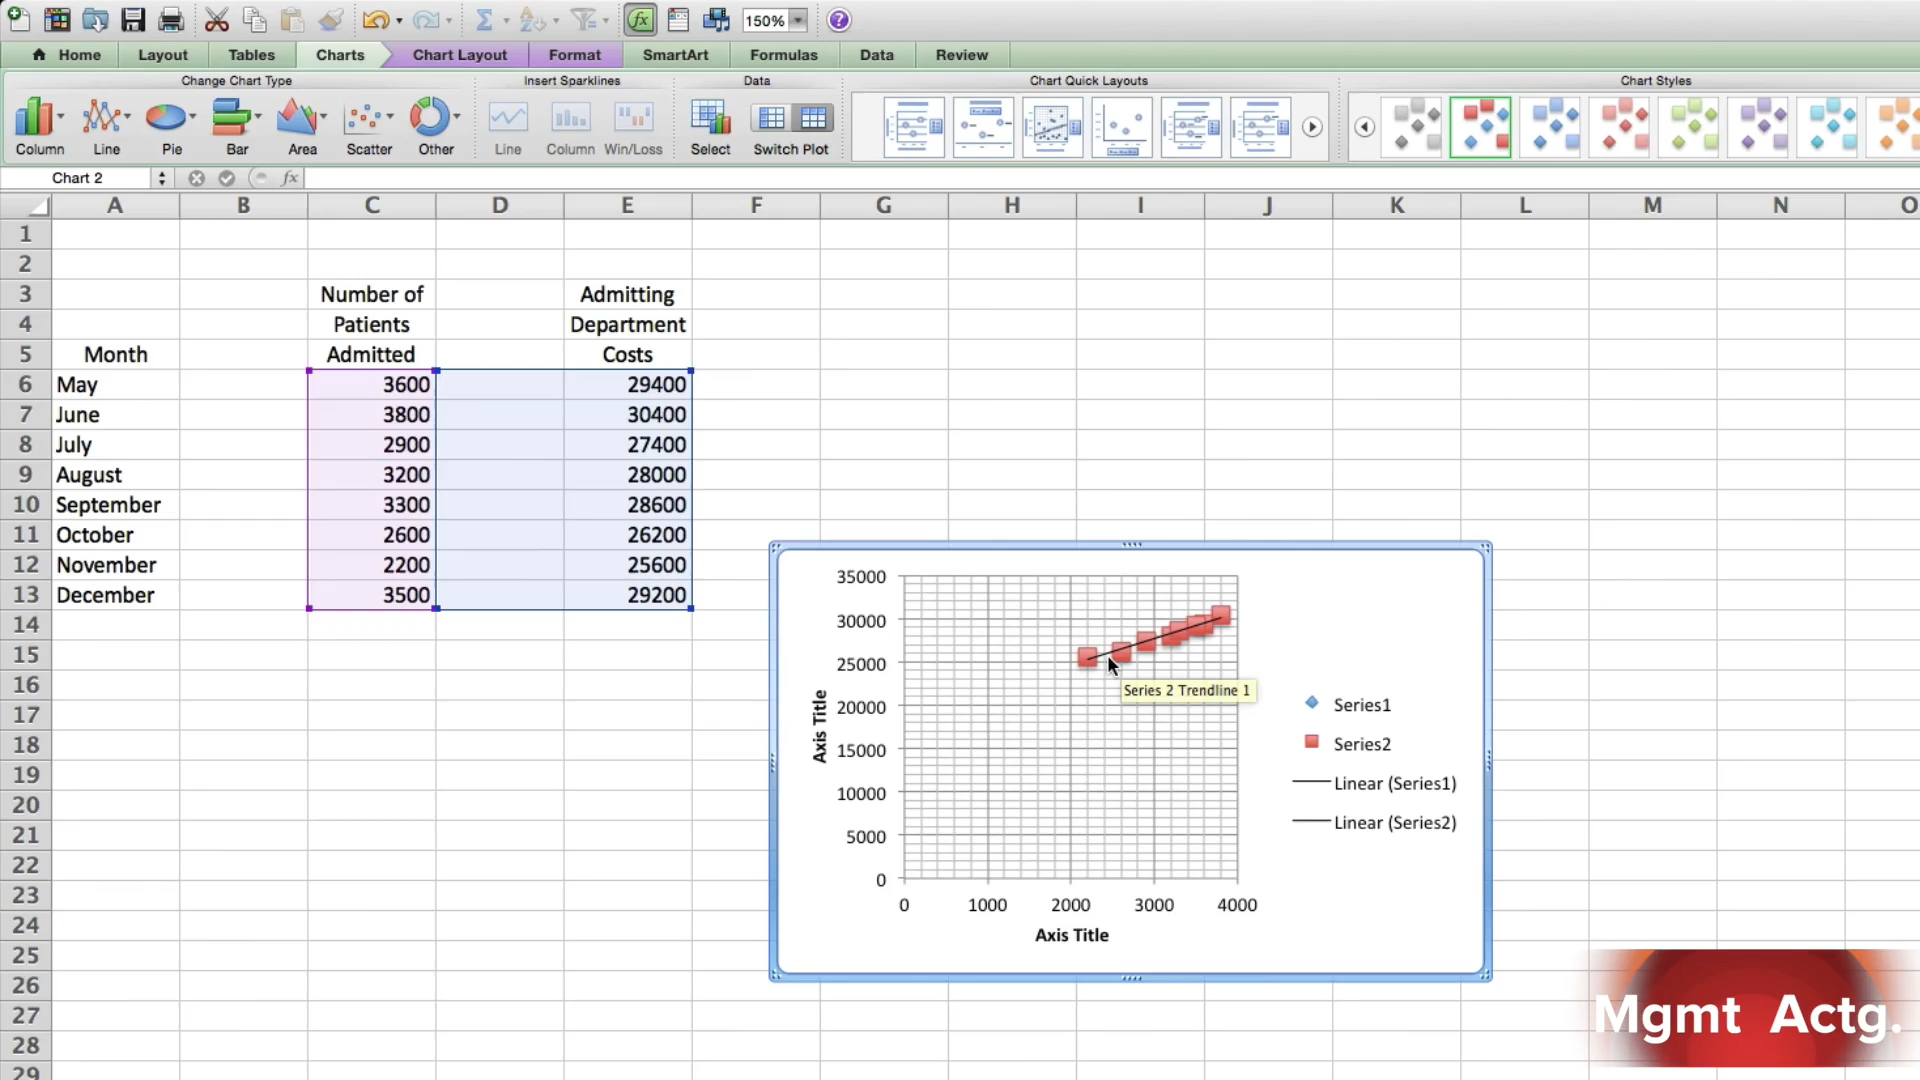 150%
?
Home Layout Tables Charts Chart Layout Format SmartArt Formulas Data Review
Change Chart Type Insert Sparklines Data Chart Quick Layouts Chart Styles
Column Line Pie Bar Area Scatter Other Line Column Win/Loss Select Switch Plot
Chart 2 fx
A B C D E F G H I J K L M N O
1
2
3 Number of Admitting
4 Patients Department
5 Month Admitted Costs
6 May 3600 29400
7 June 3800 30400
8 July 2900 27400
9 August 3200 28000
10 September 3300 28600
11 October 2600 26200
12 November 2200 25600
13 December 3500 29200
14
15
16
17
18
19
20
21
22
23
24
25
26
27
28
29
35000
30000
25000
20000
15000
10000
5000
0
Axis Title
0 1000 2000 3000 4000
Axis Title
Series 2 Trendline 1
Series1
Series2
Linear (Series1)
Linear (Series2)
Mgmt Actg.